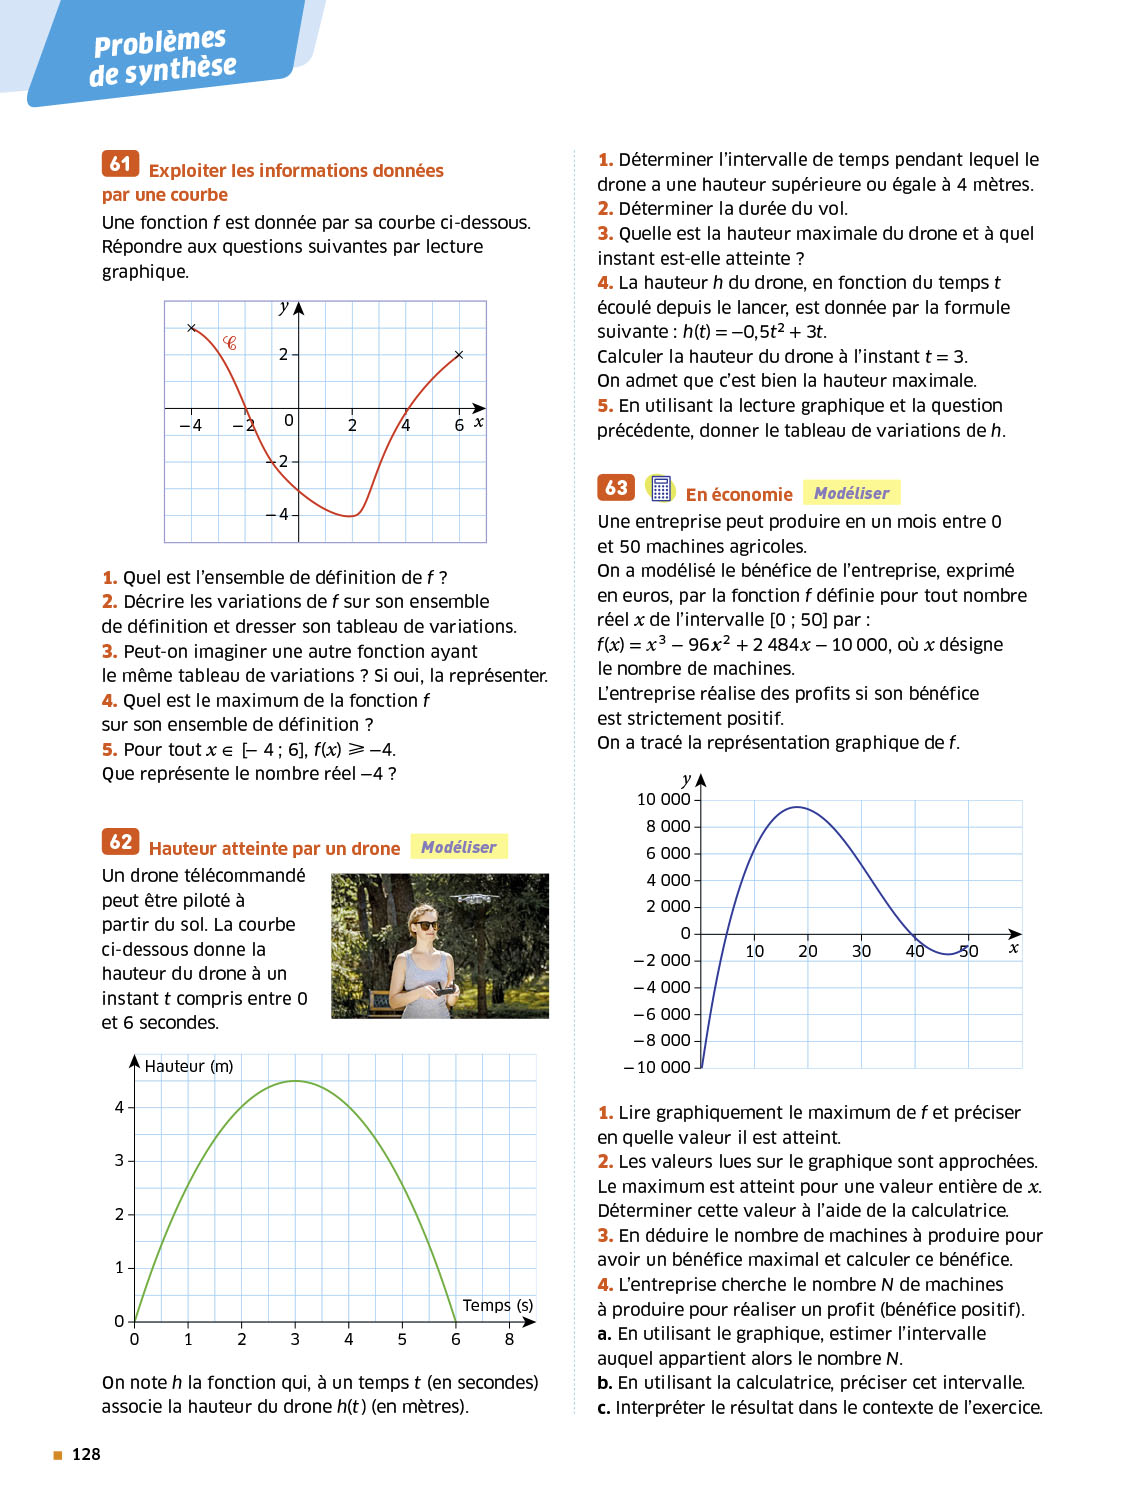 Problèmes
de synthèse
61 Exploiter les informations données
par une courbe
Une fonction f est donnée par sa courbe ci-dessous.
Répondre aux questions suivantes par lecture
graphique.
y
𝒞
2
−4 −2 0 2 4 6 x
−2
−4
1. Quel est l'ensemble de définition de f ?
2. Décrire les variations de f sur son ensemble
de définition et dresser son tableau de variations.
3. Peut-on imaginer une autre fonction ayant
le même tableau de variations ? Si oui, la représenter.
4. Quel est le maximum de la fonction f
sur son ensemble de définition ?
5. Pour tout x ∈ [− 4 ; 6], f(x) ⩾ −4.
Que représente le nombre réel −4 ?
62 Hauteur atteinte par un drone Modéliser
Un drone télécommandé
peut être piloté à
partir du sol. La courbe
ci-dessous donne la
hauteur du drone à un
instant t compris entre 0
et 6 secondes.
Hauteur (m)
4
3
2
1
0
Temps (s)
0 1 2 3 4 5 6 8
On note h la fonction qui, à un temps t (en secondes)
associe la hauteur du drone h(t) (en mètres).
1. Déterminer l'intervalle de temps pendant lequel le
drone a une hauteur supérieure ou égale à 4 mètres.
2. Déterminer la durée du vol.
3. Quelle est la hauteur maximale du drone et à quel
instant est-elle atteinte ?
4. La hauteur h du drone, en fonction du temps t
écoulé depuis le lancer, est donnée par la formule
suivante : h(t) = −0,5t² + 3t.
Calculer la hauteur du drone à l'instant t = 3.
On admet que c'est bien la hauteur maximale.
5. En utilisant la lecture graphique et la question
précédente, donner le tableau de variations de h.
63 En économie Modéliser
Une entreprise peut produire en un mois entre 0
et 50 machines agricoles.
On a modélisé le bénéfice de l'entreprise, exprimé
en euros, par la fonction f définie pour tout nombre
réel x de l'intervalle [0 ; 50] par :
f(x) = x³ − 96x² + 2 484x − 10 000, où x désigne
le nombre de machines.
L'entreprise réalise des profits si son bénéfice
est strictement positif.
On a tracé la représentation graphique de f.
y
10 000
8 000
6 000
4 000
2 000
0
10 20 30 40 50 x
−2 000
−4 000
−6 000
−8 000
−10 000
1. Lire graphiquement le maximum de f et préciser
en quelle valeur il est atteint.
2. Les valeurs lues sur le graphique sont approchées.
Le maximum est atteint pour une valeur entière de x.
Déterminer cette valeur à l'aide de la calculatrice.
3. En déduire le nombre de machines à produire pour
avoir un bénéfice maximal et calculer ce bénéfice.
4. L'entreprise cherche le nombre N de machines
à produire pour réaliser un profit (bénéfice positif).
a. En utilisant le graphique, estimer l'intervalle
auquel appartient alors le nombre N.
b. En utilisant la calculatrice, préciser cet intervalle.
c. Interpréter le résultat dans le contexte de l'exercice.
128